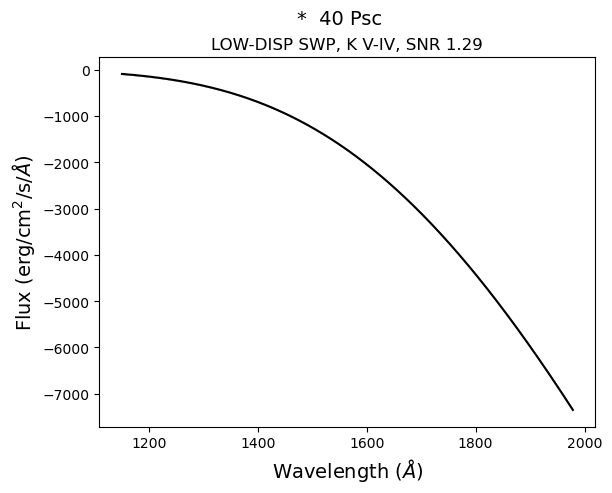 *  40 Psc
LOW-DISP SWP, K V-IV, SNR 1.29
0
−1000
−2000
−3000
−4000
−5000
−6000
−7000
Flux (erg/cm²/s/Å)
1200 1400 1600 1800 2000
Wavelength (Å)